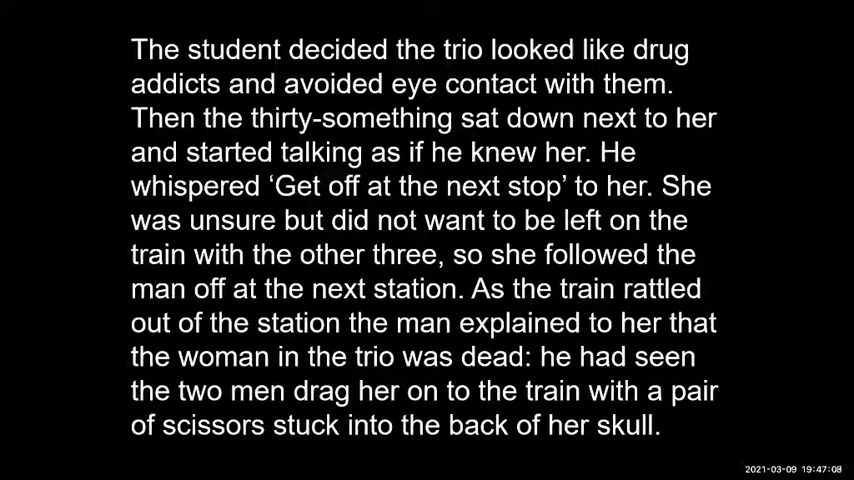 The student decided the trio looked like drug
addicts and avoided eye contact with them.
Then the thirty-something sat down next to her
and started talking as if he knew her. He
whispered ‘Get off at the next stop’ to her. She
was unsure but did not want to be left on the
train with the other three, so she followed the
man off at the next station. As the train rattled
out of the station the man explained to her that
the woman in the trio was dead: he had seen
the two men drag her on to the train with a pair
of scissors stuck into the back of her skull.
2021-03-09 19:47:08